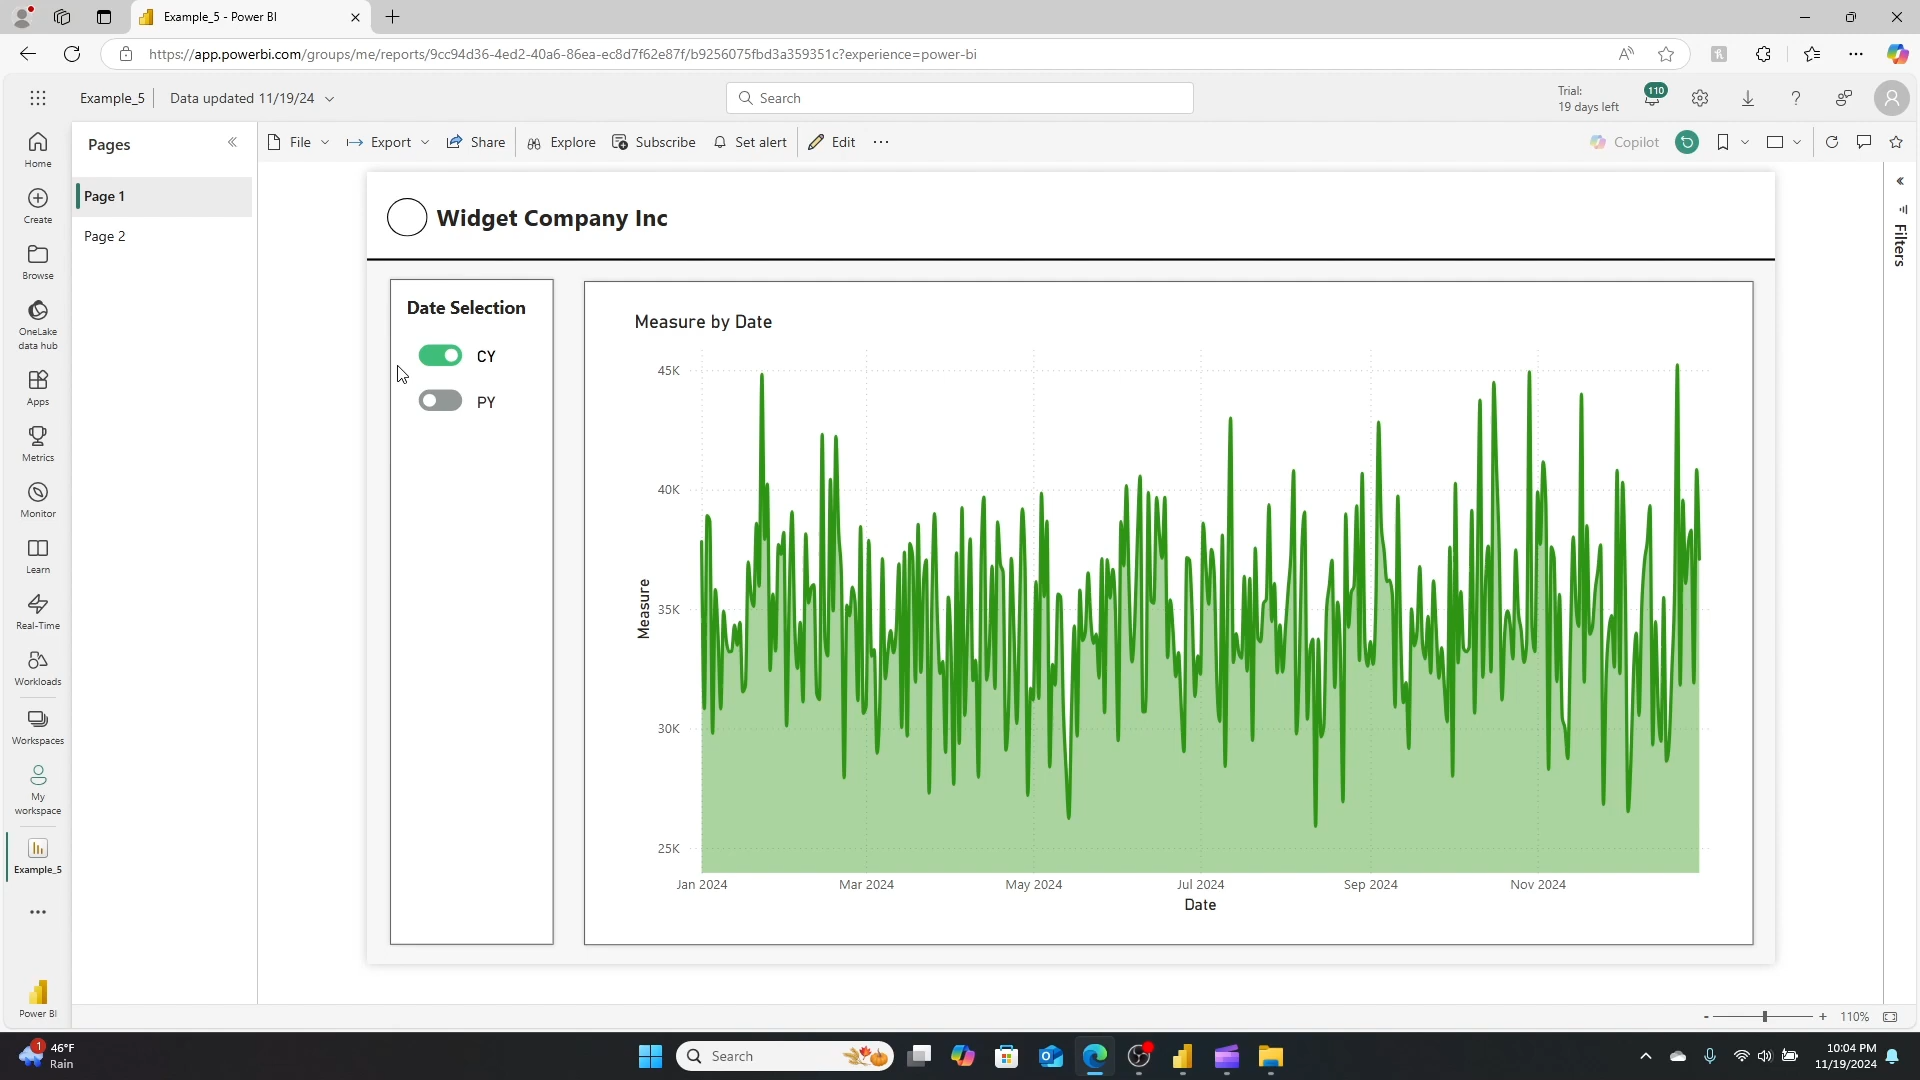 Example_5 - Power BI
https://app.powerbi.com/groups/me/reports/9cc94d36-4ed2-40a6-86ea-ec8d7f62e87f/b9256075fbd3a359351c?experience=power-bi
Example_5
Data updated 11/19/24
Search
Trial:
19 days left
110
Home
Create
Browse
OneLake
data hub
Apps
Metrics
Monitor
Learn
Real-Time
Workloads
Workspaces
My
workspace
Example_5
Power BI
Pages
Page 1
Page 2
File
Export
Share
Explore
Subscribe
Set alert
Edit
Copilot
Widget Company Inc
Date Selection
CY
PY
Measure by Date
45K
40K
35K
30K
25K
Measure
Jan 2024
Mar 2024
May 2024
Jul 2024
Sep 2024
Nov 2024
Date
Filters
- + 110%
1
46°F
Rain
Search
10:04 PM
11/19/2024